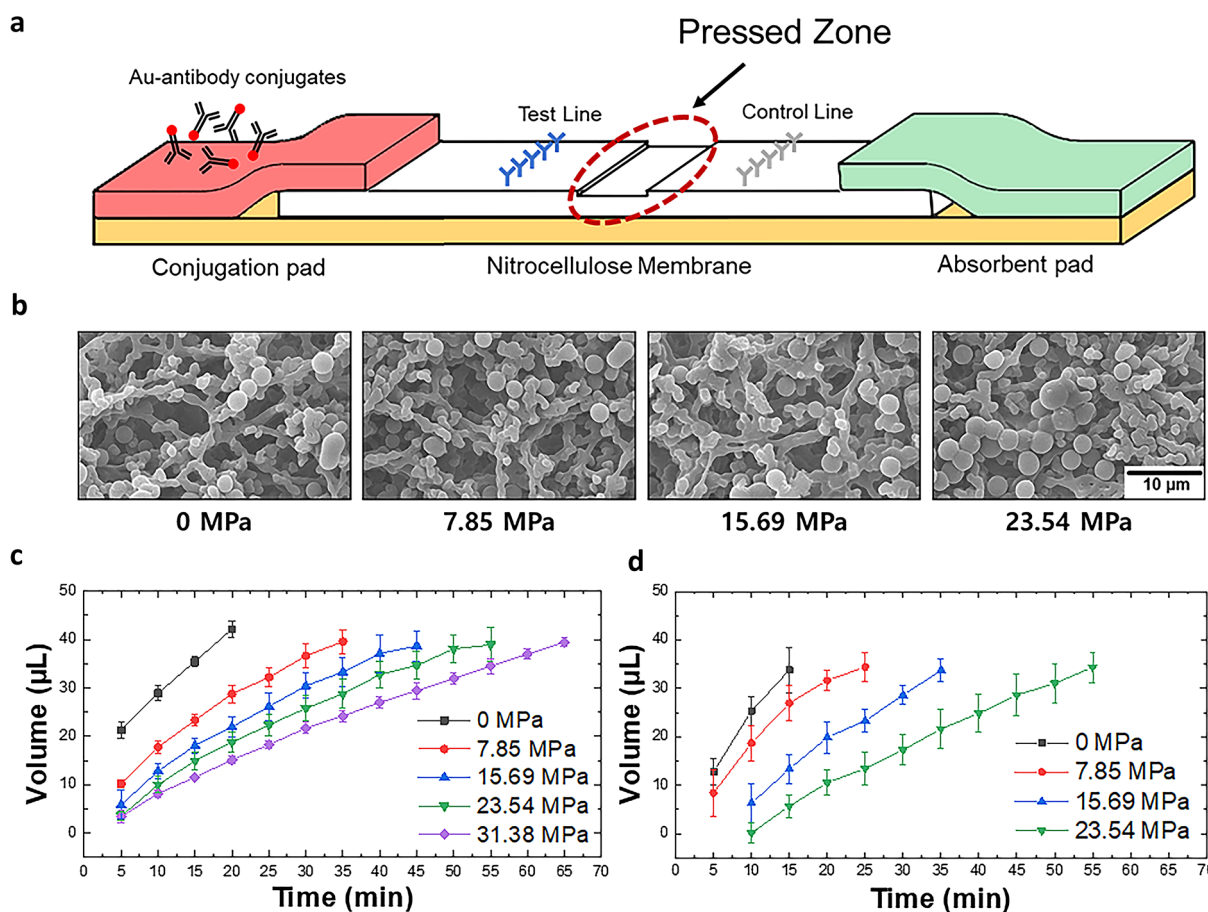 a
Pressed Zone
Au-antibody conjugates
Test Line
Control Line
Conjugation pad
Nitrocellulose Membrane
Absorbent pad
b
10 μm
0 MPa
7.85 MPa
15.69 MPa
23.54 MPa
c
50
40
30
20
10
0
Volume (μL)
0 MPa
7.85 MPa
15.69 MPa
23.54 MPa
31.38 MPa
0 5 10 15 20 25 30 35 40 45 50 55 60 65 70
Time (min)
d
50
40
30
20
10
0
Volume (μL)
0 MPa
7.85 MPa
15.69 MPa
23.54 MPa
0 5 10 15 20 25 30 35 40 45 50 55 60 65 70
Time (min)